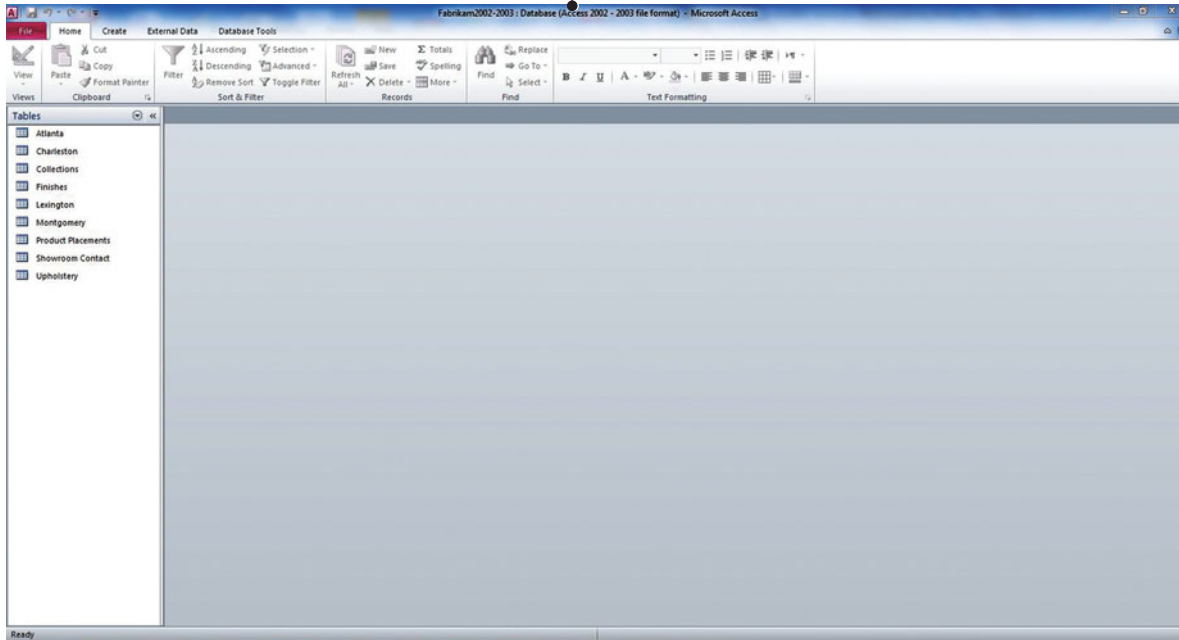 Fabrikam2002-2003 : Database (Access 2002 - 2003 file format) - Microsoft Access
File Home Create External Data Database Tools
View
Views
Paste
Cut
Copy
Format Painter
Clipboard
Filter
Ascending
Descending
Remove Sort
Selection
Advanced
Toggle Filter
Sort & Filter
Refresh
All
New
Save
Delete
Totals
Spelling
More
Records
Find
Replace
Go To
Select
Find
B I U A
Text Formatting
Tables
Atlanta
Charleston
Collections
Finishes
Lexington
Montgomery
Product Placements
Showroom Contact
Upholstery
Ready